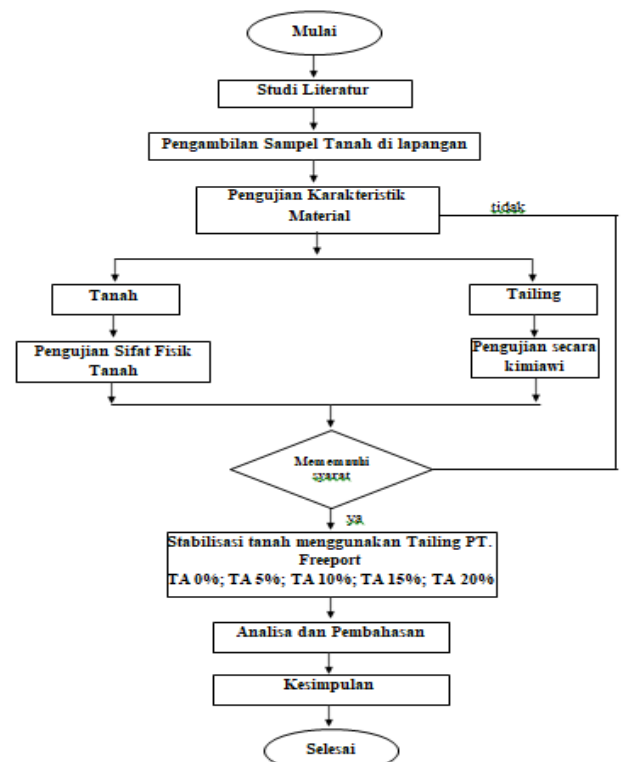 Mulai
Studi Literatur
Pengambilan Sampel Tanah di lapangan
Pengujian Karakteristik
Material
tidak
Tanah
Tailing
Pengujian Sifat Fisik
Tanah
Pengujian secara
kimiawi
Mememnuhi
syarat
ya
Stabilisasi tanah menggunakan Tailing PT.
Freeport
TA 0%; TA 5%; TA 10%; TA 15%; TA 20%
Analisa dan Pembahasan
Kesimpulan
Selesai